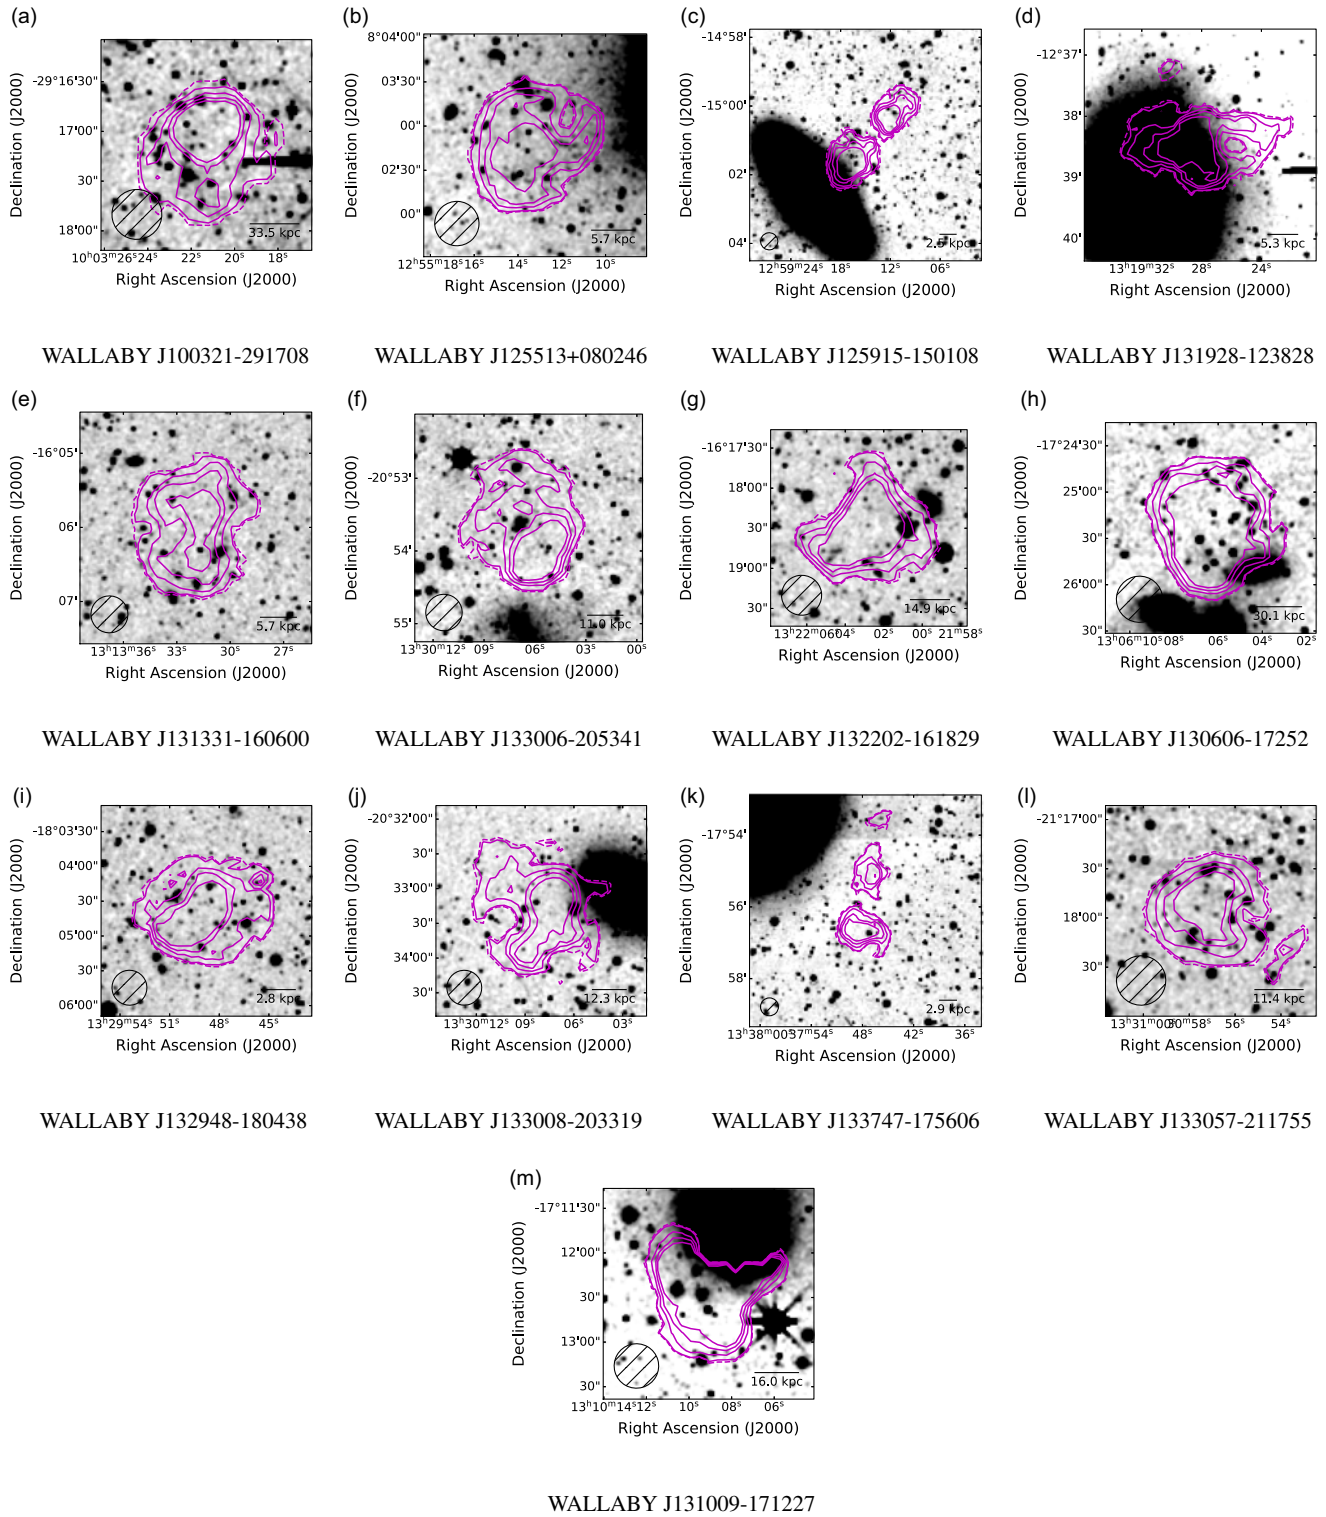 (a) (b) (c) (d)
-29°16'30"
17'00"
30"
18'00"
10ʰ03ᵐ26ˢ24ˢ 22ˢ 20ˢ 18ˢ
33.5 kpc
Declination (J2000)
Right Ascension (J2000)
8°04'00"
03'30"
00"
02'30"
00"
12ʰ55ᵐ18ˢ16ˢ 14ˢ 12ˢ 10ˢ
5.7 kpc
Declination (J2000)
Right Ascension (J2000)
-14°58'
-15°00'
02'
04'
12ʰ59ᵐ24ˢ 18ˢ 12ˢ 06ˢ
2.5 kpc
Declination (J2000)
Right Ascension (J2000)
-12°37'
38'
39'
40'
13ʰ19ᵐ32ˢ 28ˢ 24ˢ
5.3 kpc
Declination (J2000)
Right Ascension (J2000)
WALLABY J100321-291708 WALLABY J125513+080246 WALLABY J125915-150108 WALLABY J131928-123828
(e) (f) (g) (h)
-16°05'
06'
07'
13ʰ13ᵐ36ˢ 33ˢ 30ˢ 27ˢ
5.7 kpc
Declination (J2000)
Right Ascension (J2000)
-20°53'
54'
55'
13ʰ30ᵐ12ˢ 09ˢ 06ˢ 03ˢ 00ˢ
11.0 kpc
Declination (J2000)
Right Ascension (J2000)
-16°17'30"
18'00"
30"
19'00"
30"
13ʰ22ᵐ06ˢ04ˢ 02ˢ 00ˢ 21ᵐ58ˢ
14.9 kpc
Declination (J2000)
Right Ascension (J2000)
-17°24'30"
25'00"
30"
26'00"
30"
13ʰ06ᵐ10ˢ08ˢ 06ˢ 04ˢ 02ˢ
30.1 kpc
Declination (J2000)
Right Ascension (J2000)
WALLABY J131331-160600 WALLABY J133006-205341 WALLABY J132202-161829 WALLABY J130606-17252
(i) (j) (k) (l)
-18°03'30"
04'00"
30"
05'00"
30"
06'00"
13ʰ29ᵐ54ˢ 51ˢ 48ˢ 45ˢ
2.8 kpc
Declination (J2000)
Right Ascension (J2000)
-20°32'00"
30"
33'00"
30"
34'00"
30"
13ʰ30ᵐ12ˢ 09ˢ 06ˢ 03ˢ
12.3 kpc
Declination (J2000)
Right Ascension (J2000)
-17°54'
56'
58'
13ʰ38ᵐ00ˢ37ᵐ54ˢ 48ˢ 42ˢ 36ˢ
2.9 kpc
Declination (J2000)
Right Ascension (J2000)
-21°17'00"
30"
18'00"
30"
13ʰ31ᵐ00ˢ30ᵐ58ˢ 56ˢ 54ˢ
11.4 kpc
Declination (J2000)
Right Ascension (J2000)
WALLABY J132948-180438 WALLABY J133008-203319 WALLABY J133747-175606 WALLABY J133057-211755
(m)
-17°11'30"
12'00"
30"
13'00"
30"
13ʰ10ᵐ14ˢ12ˢ 10ˢ 08ˢ 06ˢ
16.0 kpc
Declination (J2000)
Right Ascension (J2000)
WALLABY J131009-171227